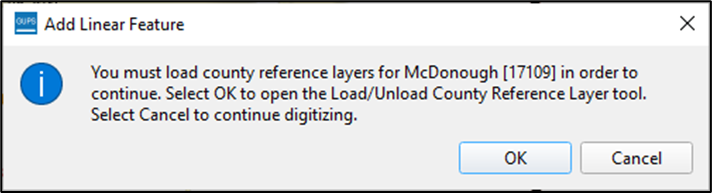 GUPS Add Linear Feature
You must load county reference layers for McDonough [17109] in order to
continue. Select OK to open the Load/Unload County Reference Layer tool.
Select Cancel to continue digitizing.
OK Cancel